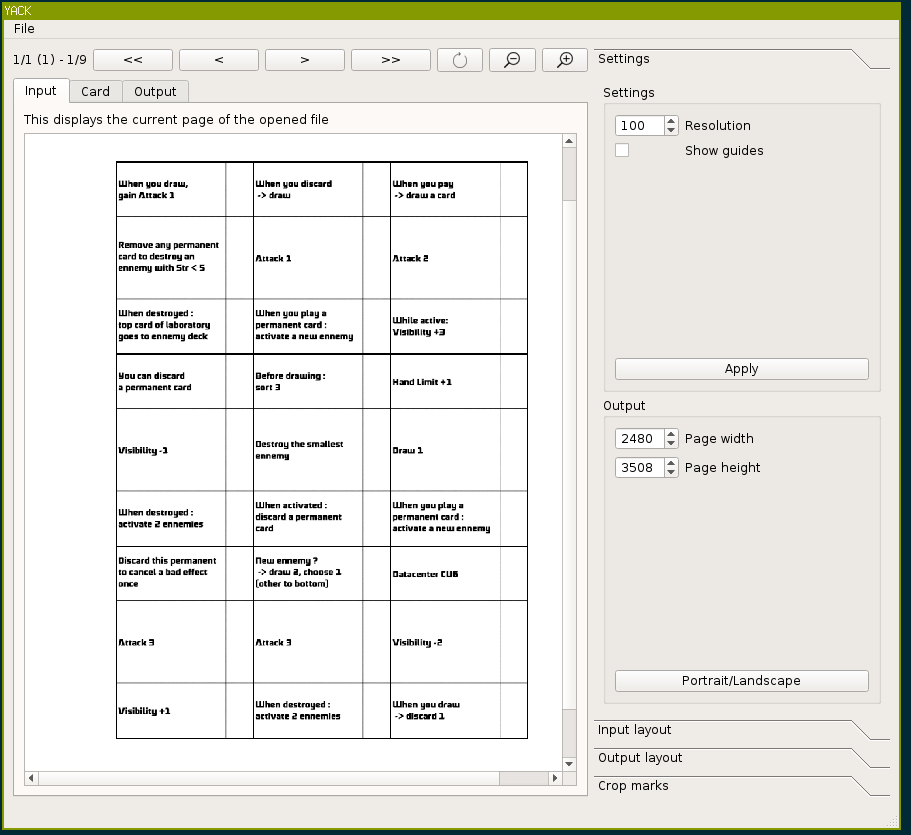 YACK
File
1/1 (1) - 1/9
<<
<
>
>>
Input
Card
Output
This displays the current page of the opened file
When you draw,
gain Attack 1
When you discard
-> draw
When you pay
-> draw a card
Remove any permanent
card to destroy an
ennemy with Str < 5
Attack 1
Attack 2
When destroyed :
top card of laboratory
goes to ennemy deck
When you play a
permanent card :
activate a new ennemy
While active:
Visibility +3
You can discard
a permanent card
Before drawing :
sort 3
Hand Limit +1
Visibility -1
Destroy the smallest
ennemy
Draw 1
When destroyed :
activate 2 ennemies
When activated :
discard a permanent
card
When you play a
permanent card :
activate a new ennemy
Discard this permanent
to cancel a bad effect
once
New ennemy ?
-> draw 2, choose 1
(other to bottom)
Datacenter CUB
Attack 3
Attack 3
Visibility -2
Visibility +1
When destroyed :
activate 2 ennemies
When you draw
-> discard 1
Settings
Settings
100 Resolution
Show guides
Apply
Output
2480 Page width
3508 Page height
Portrait/Landscape
Input layout
Output layout
Crop marks